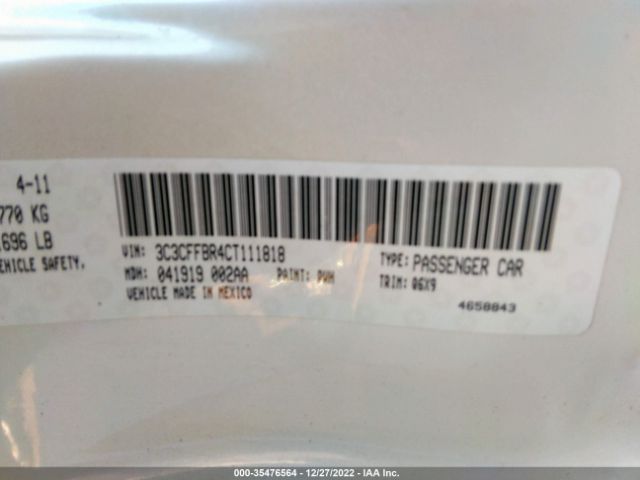 4-11
770 KG
696 LB
EHICLE SAFETY.
VIN: 3C3CFFBR4CT111818
MDH: 041919 002AA PAINT: PWH
VEHICLE MADE IN MEXICO
TYPE: PASSENGER CAR
TRIM: Q6X9
4658843
000-35476564 - 12/27/2022 - IAA Inc.